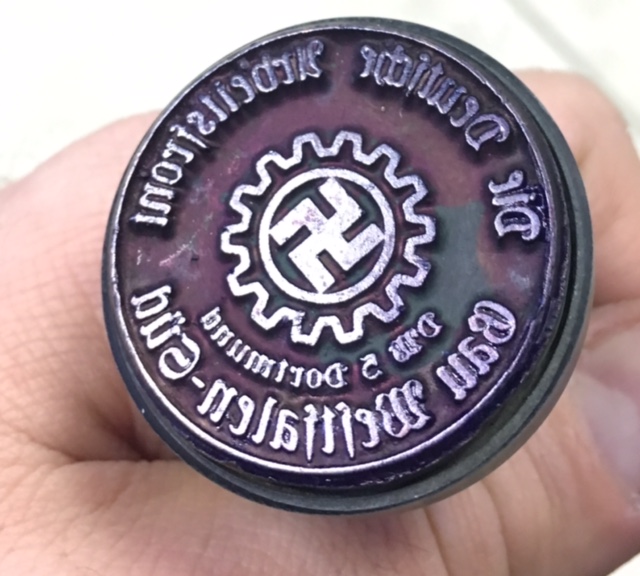 Die Deutsche Arbeitsfront
Gau Westfalen-Süd
D.W. 5 Dortmund